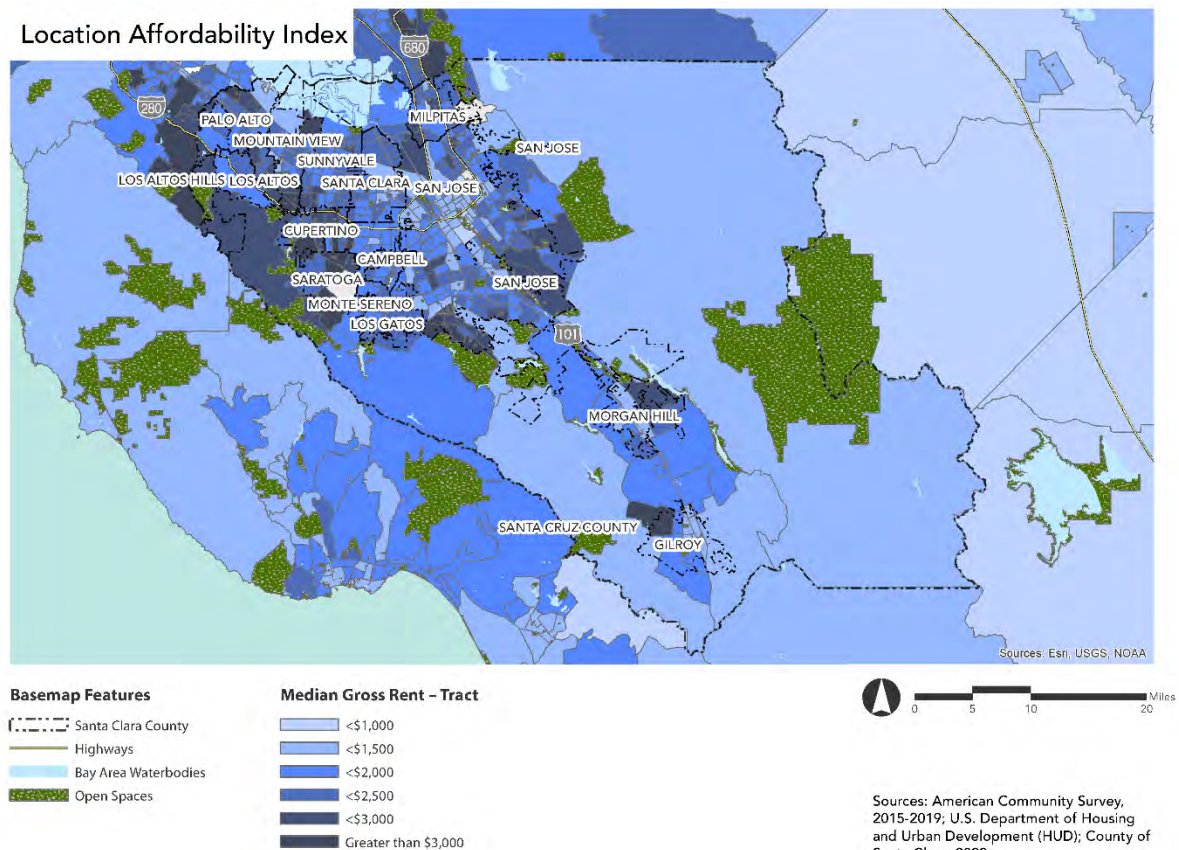 Location Affordability Index
680
280
PALO ALTO
MILPITAS
MOUNTAIN VIEW
SAN JOSE
SUNNYVALE
LOS ALTOS HILLS
LOS ALTOS
SANTA CLARA
SAN JOSE
CUPERTINO
CAMPBELL
SARATOGA
SAN JOSE
MONTE SERENO
LOS GATOS
101
MORGAN HILL
SANTA CRUZ COUNTY
GILROY
Sources: Esri, USGS, NOAA
Basemap Features
Santa Clara County
Highways
Bay Area Waterbodies
Open Spaces
Median Gross Rent – Tract
<$1,000
<$1,500
<$2,000
<$2,500
<$3,000
Greater than $3,000
Miles
0 5 10 20
Sources: American Community Survey,
2015-2019; U.S. Department of Housing
and Urban Development (HUD); County of